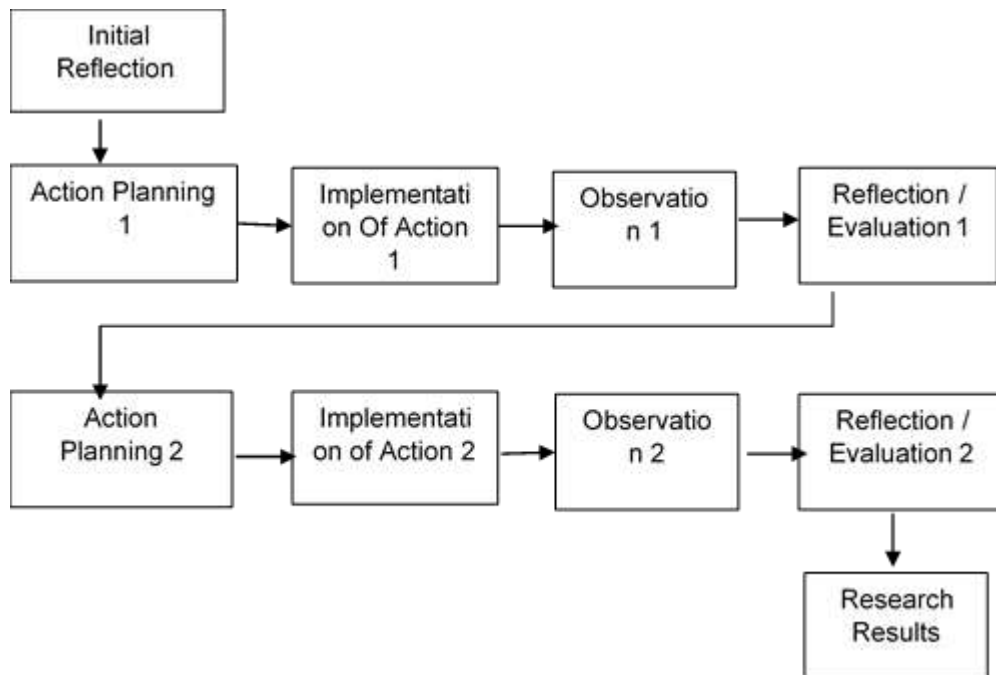 Initial
Reflection
Action Planning
1
Implementati
on Of Action
1
Observatio
n 1
Reflection /
Evaluation 1
Action
Planning 2
Implementati
on of Action 2
Observatio
n 2
Reflection /
Evaluation 2
Research
Results